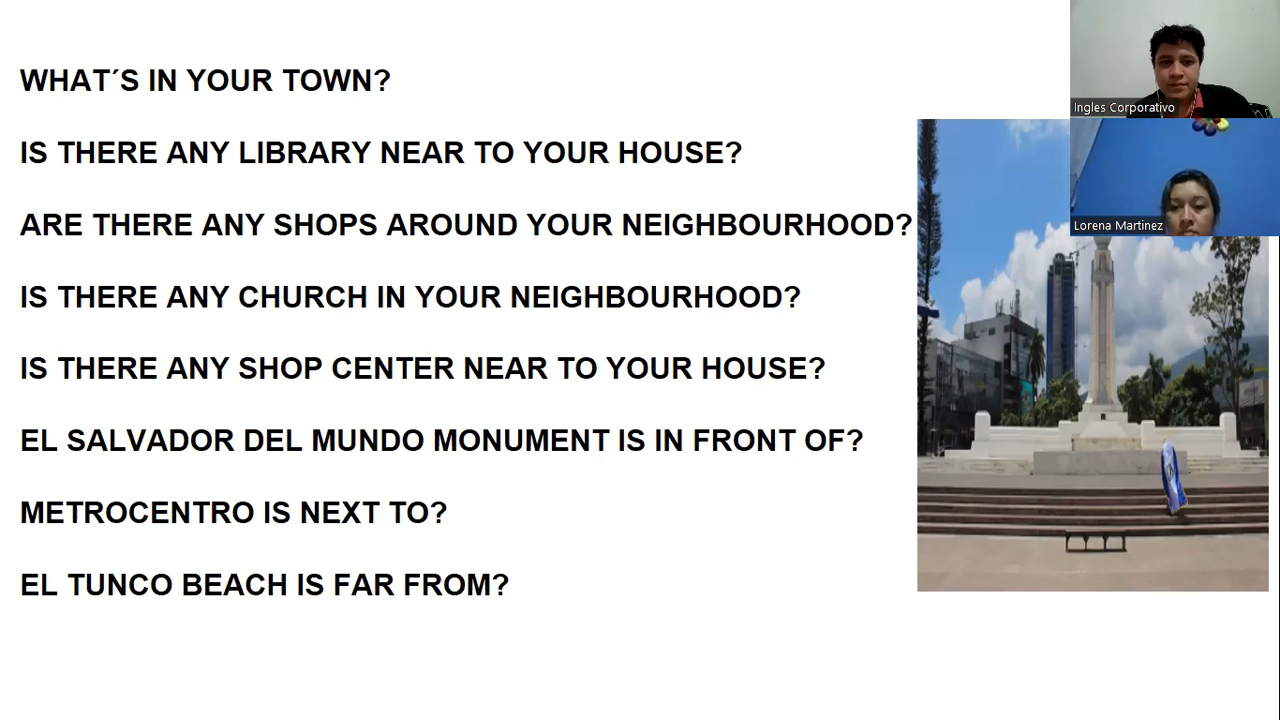 WHAT´S IN YOUR TOWN?
IS THERE ANY LIBRARY NEAR TO YOUR HOUSE?
ARE THERE ANY SHOPS AROUND YOUR NEIGHBOURHOOD?
IS THERE ANY CHURCH IN YOUR NEIGHBOURHOOD?
IS THERE ANY SHOP CENTER NEAR TO YOUR HOUSE?
EL SALVADOR DEL MUNDO MONUMENT IS IN FRONT OF?
METROCENTRO IS NEXT TO?
EL TUNCO BEACH IS FAR FROM?
Ingles Corporativo
Lorena Martinez